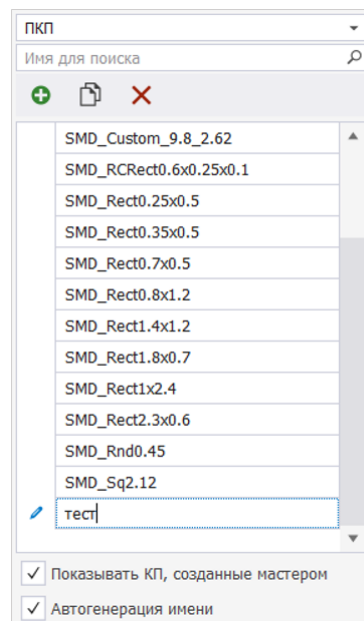 ПКП
Имя для поиска
SMD_Custom_9.8_2.62
SMD_RCRect0.6x0.25x0.1
SMD_Rect0.25x0.5
SMD_Rect0.35x0.5
SMD_Rect0.7x0.5
SMD_Rect0.8x1.2
SMD_Rect1.4x1.2
SMD_Rect1.8x0.7
SMD_Rect1x2.4
SMD_Rect2.3x0.6
SMD_Rnd0.45
SMD_Sq2.12
тест
Показывать КП, созданные мастером
Автогенерация имени